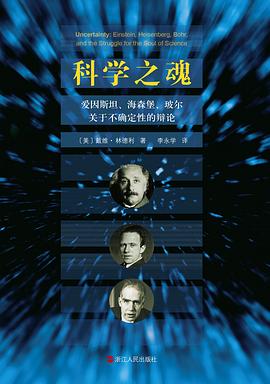 Uncertainty: Einstein, Heisenberg, Bohr,
and the Struggle for the Soul of Science
科学之魂
爱因斯坦、海森堡、玻尔
关于不确定性的辩论
〔美〕戴维·林德利 著 李永学 译
浙江人民出版社